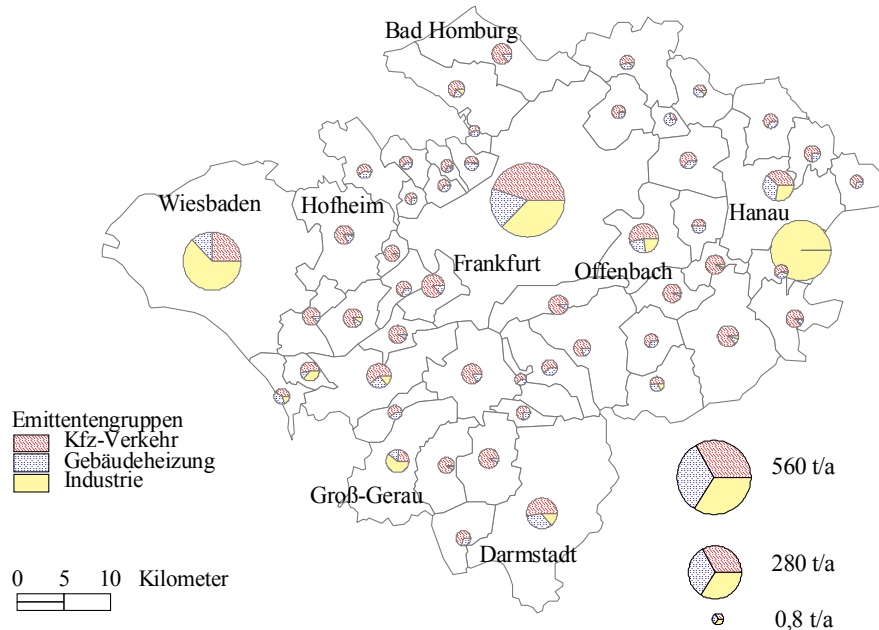 Bad Homburg
Wiesbaden
Hofheim
Hanau
Frankfurt
Offenbach
Emittentengruppen
Kfz-Verkehr
Gebäudeheizung
Industrie
Groß-Gerau
Darmstadt
560 t/a
280 t/a
0,8 t/a
0 5 10 Kilometer